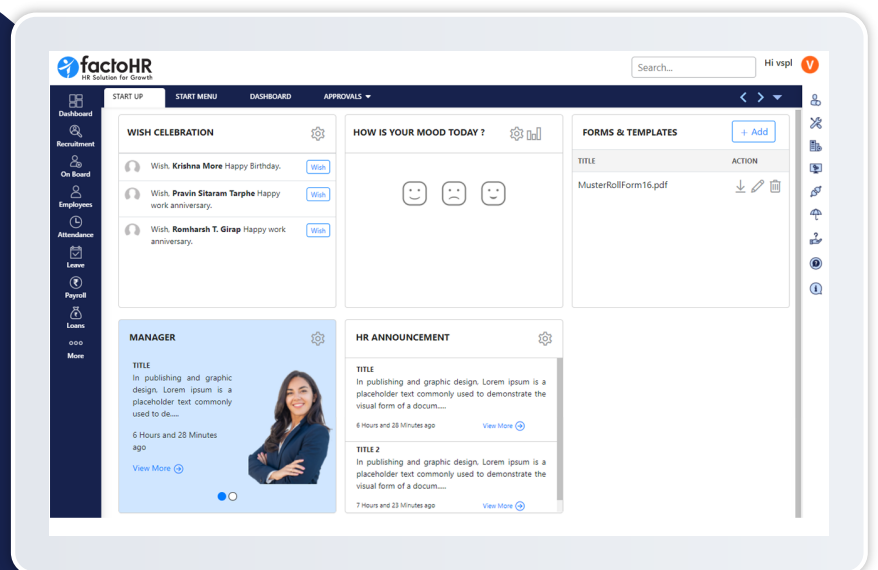 factoHR
HR Solution for Growth
Search...
Hi vspl
V
START UP
START MENU
DASHBOARD
APPROVALS
Dashboard
Recruitment
On Board
Employees
Attendance
Leave
Payroll
Loans
More
WISH CELEBRATION
Wish, Krishna More Happy Birthday.
Wish
Wish, Pravin Sitaram Tarphe Happy
work anniversary.
Wish
Wish, Romharsh T. Girap Happy work
anniversary.
Wish
HOW IS YOUR MOOD TODAY ?
FORMS & TEMPLATES
+ Add
TITLE
ACTION
MusterRollForm16.pdf
MANAGER
TITLE
In publishing and graphic
design, Lorem ipsum is a
placeholder text commonly
used to de.....
6 Hours and 28 Minutes
ago
View More
HR ANNOUNCEMENT
TITLE
In publishing and graphic design, Lorem ipsum is a
placeholder text commonly used to demonstrate the
visual form of a docum.....
6 Hours and 28 Minutes ago
View More
TITLE 2
In publishing and graphic design, Lorem ipsum is a
placeholder text commonly used to demonstrate the
visual form of a docum.....
7 Hours and 23 Minutes ago
View More